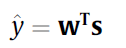 ŷ = wᵀs